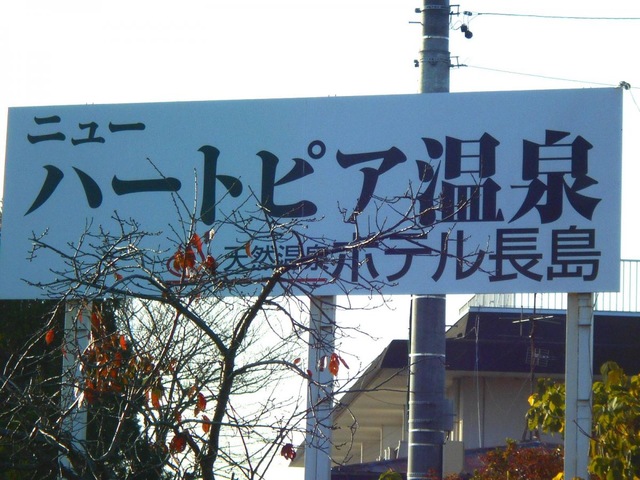 ニュー
ハートピア温泉
天然温泉 ホテル長島